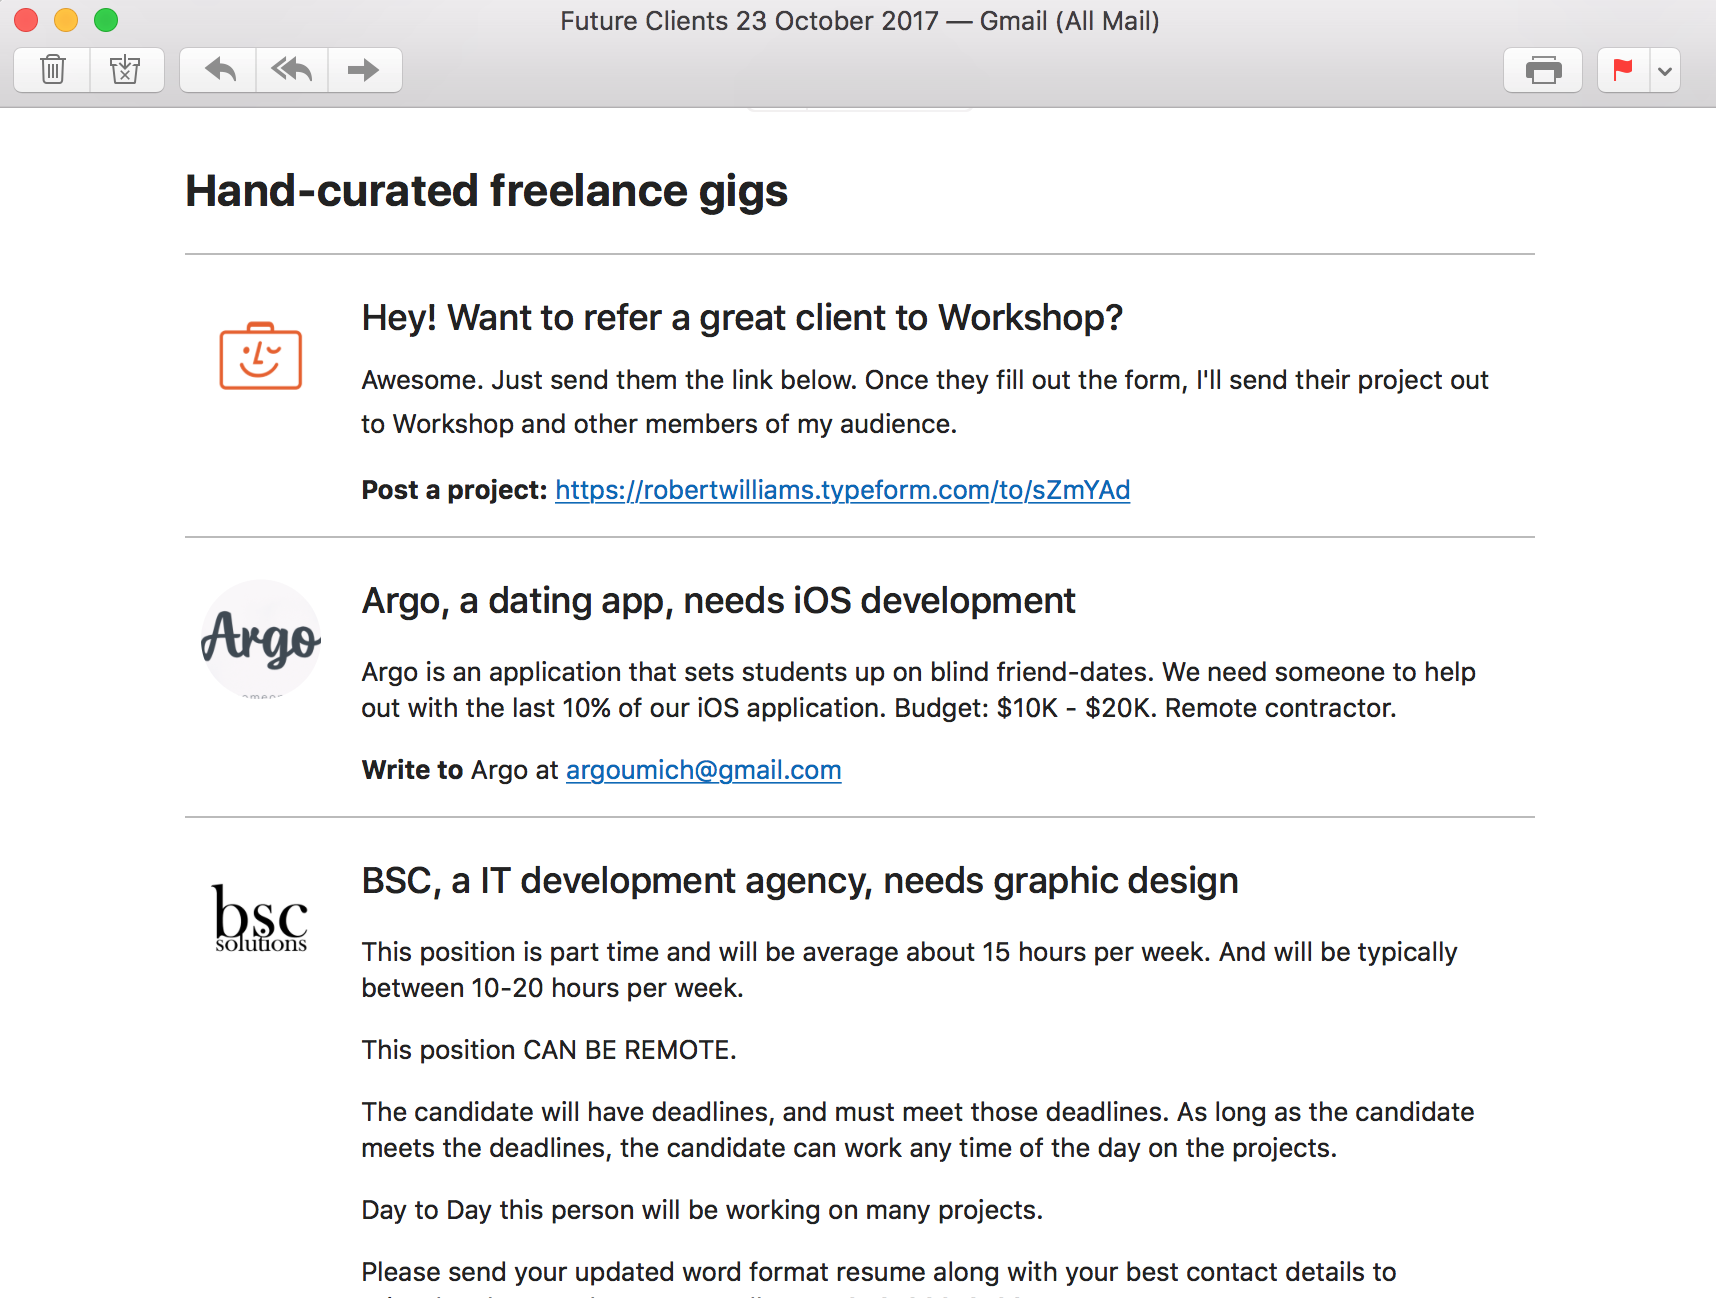 Future Clients 23 October 2017 — Gmail (All Mail)
Hand-curated freelance gigs
Hey! Want to refer a great client to Workshop?
Awesome. Just send them the link below. Once they fill out the form, I'll send their project out
to Workshop and other members of my audience.
Post a project: https://robertwilliams.typeform.com/to/sZmYAd
Argo
Argo, a dating app, needs iOS development
Argo is an application that sets students up on blind friend-dates. We need someone to help
out with the last 10% of our iOS application. Budget: $10K - $20K. Remote contractor.
Write to Argo at argoumich@gmail.com
bsc
solutions
BSC, a IT development agency, needs graphic design
This position is part time and will be average about 15 hours per week. And will be typically
between 10-20 hours per week.
This position CAN BE REMOTE.
The candidate will have deadlines, and must meet those deadlines. As long as the candidate
meets the deadlines, the candidate can work any time of the day on the projects.
Day to Day this person will be working on many projects.
Please send your updated word format resume along with your best contact details to